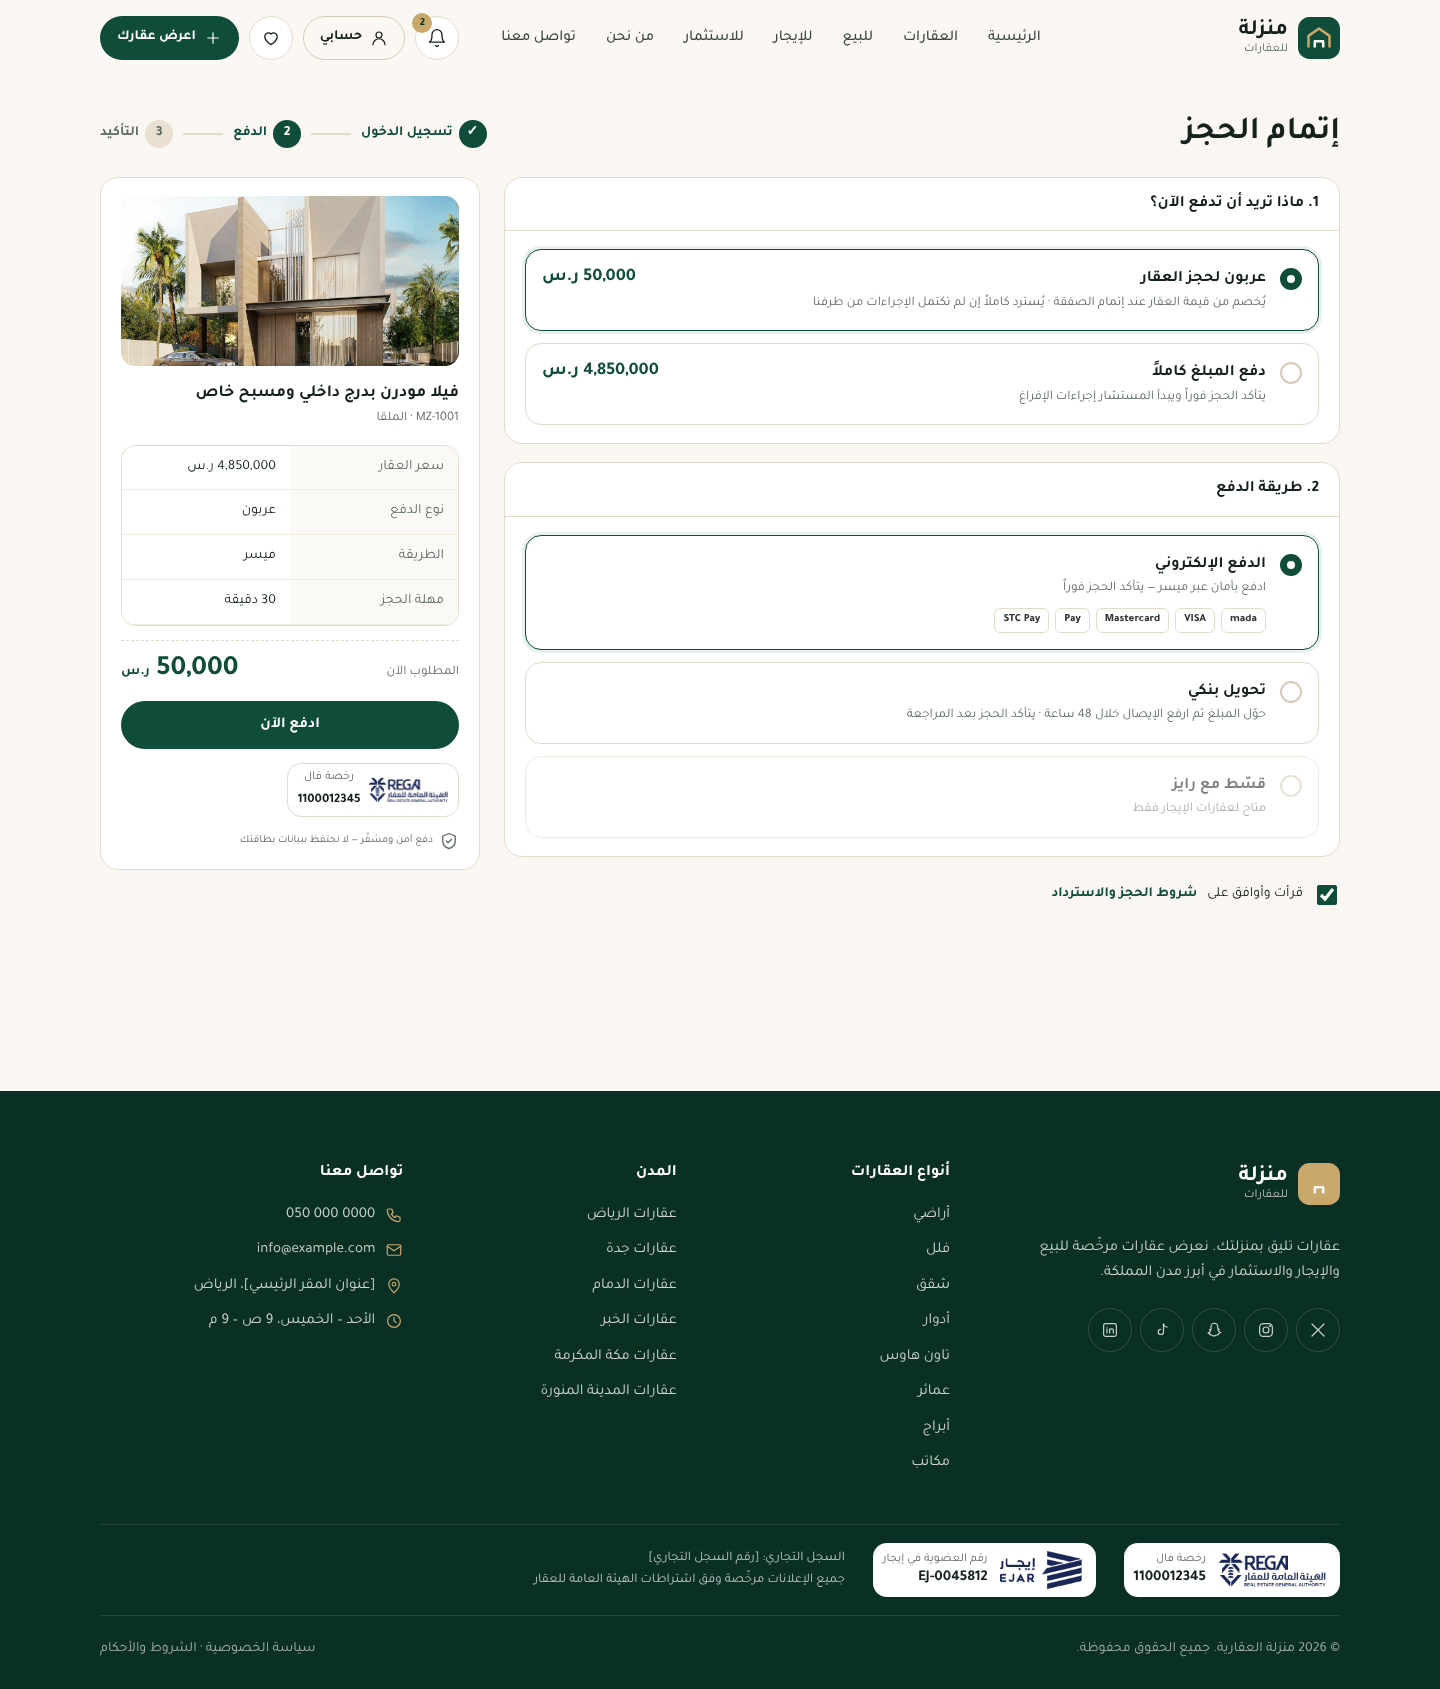 منزلة
للعقارات
الرئيسية
العقارات
للبيع
للإيجار
للاستثمار
من نحن
تواصل معنا
2
حسابي
اعرض عقارك
إتمام الحجز
✓ تسجيل الدخول
2 الدفع
3 التأكيد
1. ماذا تريد أن تدفع الآن؟
عربون لحجز العقار
50,000 ر.س
يُخصم من قيمة العقار عند إتمام الصفقة · يُسترد كاملاً إن لم تكتمل الإجراءات من طرفنا
دفع المبلغ كاملاً
4,850,000 ر.س
يتأكد الحجز فوراً ويبدأ المستشار إجراءات الإفراغ
2. طريقة الدفع
الدفع الإلكتروني
ادفع بأمان عبر ميسر – يتأكد الحجز فوراً
mada
VISA
Mastercard
Pay
STC Pay
تحويل بنكي
حوّل المبلغ ثم ارفع الإيصال خلال 48 ساعة · يتأكد الحجز بعد المراجعة
قسّط مع رايز
متاح لعقارات الإيجار فقط
قرأت وأوافق على شروط الحجز والاسترداد
فيلا مودرن بدرج داخلي ومسبح خاص
MZ-1001 · الملقا
سعر العقار
4,850,000 ر.س
نوع الدفع
عربون
الطريقة
ميسر
مهلة الحجز
30 دقيقة
المطلوب الآن
50,000 ر.س
ادفع الآن
REGA
الهيئة العامة للعقار
REAL ESTATE GENERAL AUTHORITY
رخصة فال
1100012345
دفع آمن ومشفّر – لا نحتفظ ببيانات بطاقتك
منزلة
للعقارات
عقارات تليق بمنزلتك. نعرض عقارات مرخّصة للبيع
والإيجار والاستثمار في أبرز مدن المملكة.
أنواع العقارات
أراضي
فلل
شقق
أدوار
تاون هاوس
عمائر
أبراج
مكاتب
المدن
عقارات الرياض
عقارات جدة
عقارات الدمام
عقارات الخبر
عقارات مكة المكرمة
عقارات المدينة المنورة
تواصل معنا
050 000 0000
info@example.com
[عنوان المقر الرئيسي]، الرياض
الأحد - الخميس، 9 ص - 9 م
REGA
الهيئة العامة للعقار
REAL ESTATE GENERAL AUTHORITY
رخصة فال
1100012345
إيجار
EJAR
رقم العضوية في إيجار
EJ-0045812
السجل التجاري: [رقم السجل التجاري]
جميع الإعلانات مرخّصة وفق اشتراطات الهيئة العامة للعقار
© 2026 منزلة العقارية. جميع الحقوق محفوظة.
سياسة الخصوصية · الشروط والأحكام